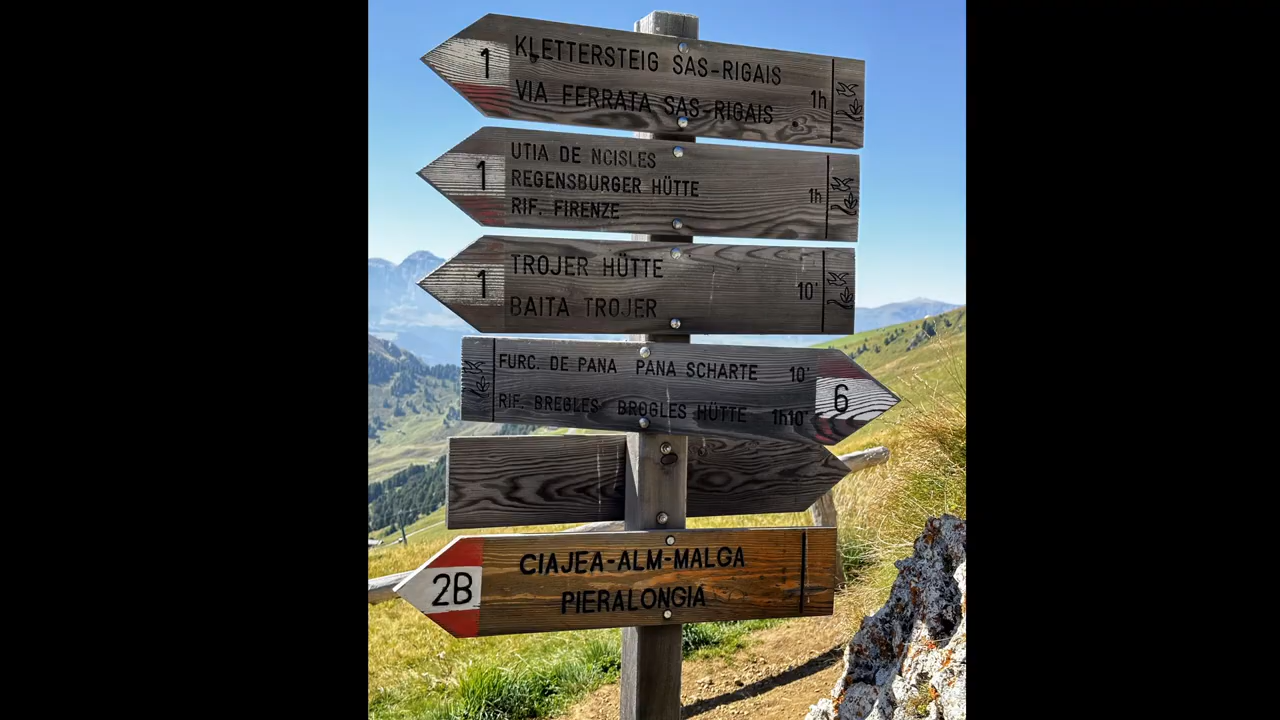 1
KLETTERSTEIG SAS-RIGAIS
VIA FERRATA SAS-RIGAIS
1h
1
UTIA DE NCISLES
REGENSBURGER HÜTTE
RIF. FIRENZE
1h
1
TROJER HÜTTE
BAITA TROJER
10'
FURC. DE PANA PANA SCHARTE 10'
RIF. BREGLES BROGLES HÜTTE 1h10'
6
2B
CIAJEA-ALM-MALGA
PIERALONGIA